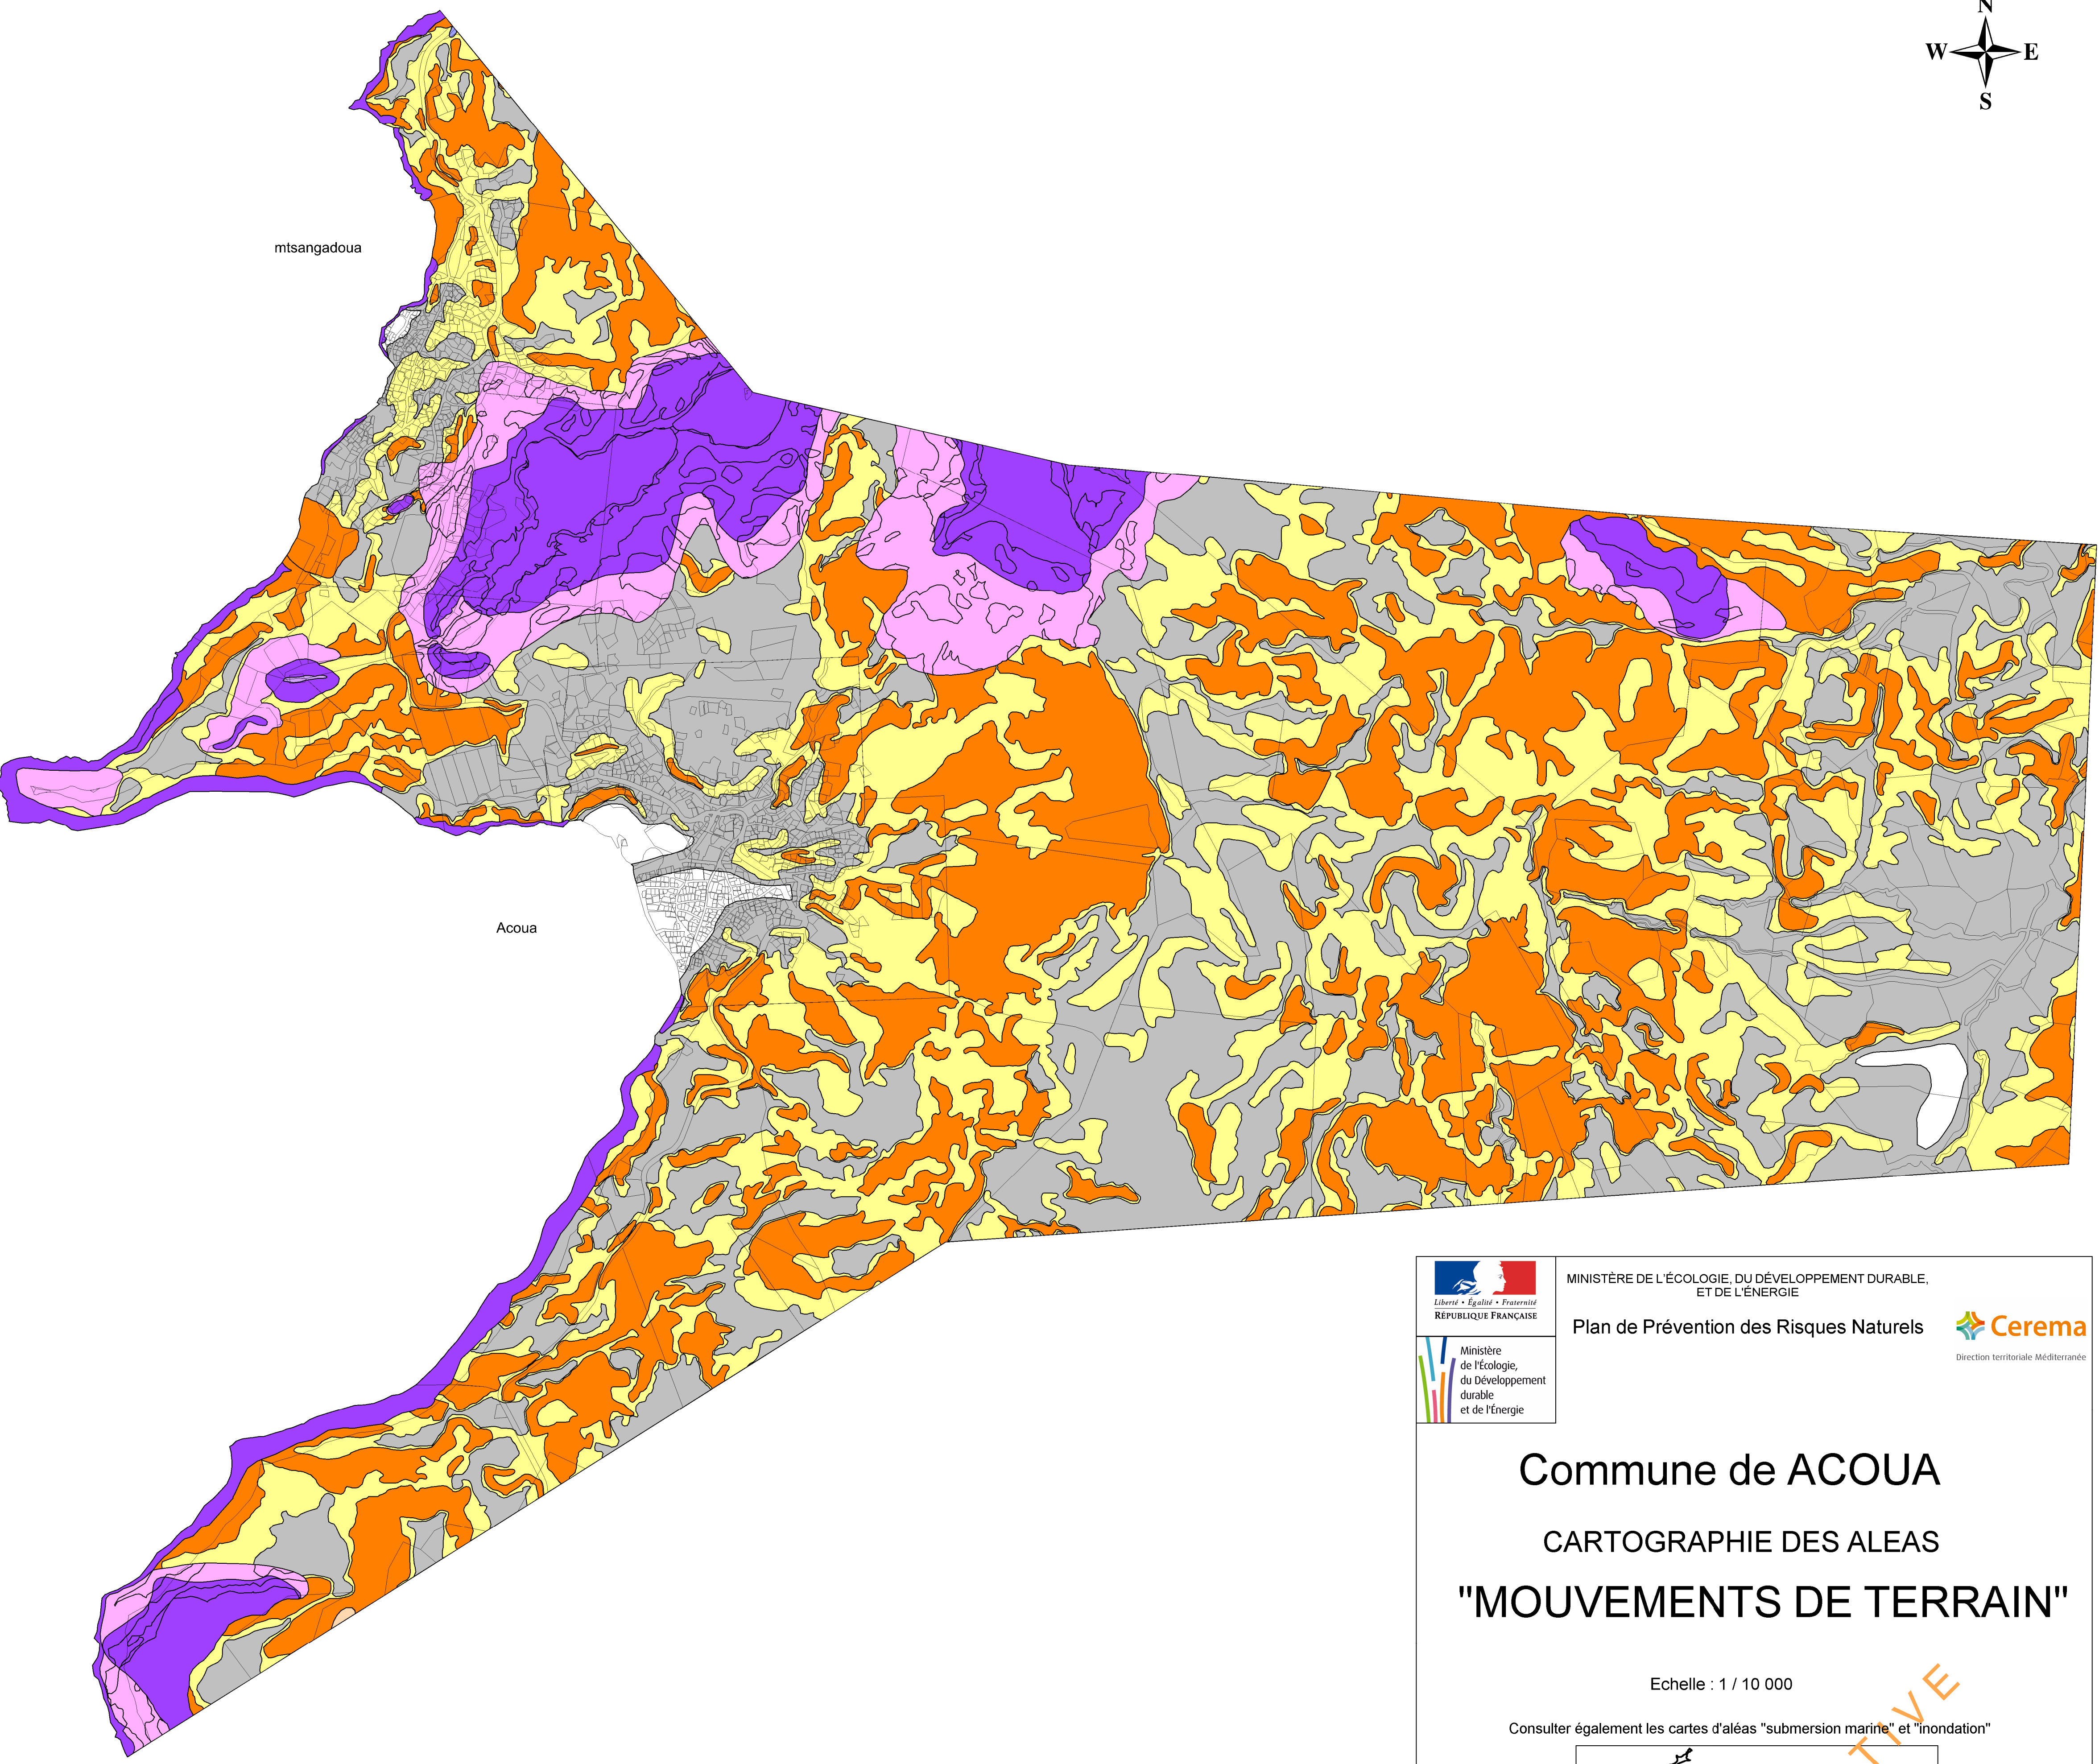 N
W E
S
mtsangadoua
Acoua
Liberté • Égalité • Fraternité
RÉPUBLIQUE FRANÇAISE
MINISTÈRE DE L'ÉCOLOGIE, DU DÉVELOPPEMENT DURABLE,
ET DE L'ÉNERGIE
Plan de Prévention des Risques Naturels
Cerema
Direction territoriale Méditerranée
Ministère
de l'Écologie,
du Développement
durable
et de l'Énergie
Commune de ACOUA
CARTOGRAPHIE DES ALEAS
"MOUVEMENTS DE TERRAIN"
Echelle : 1 / 10 000
Consulter également les cartes d'aléas "submersion marine" et "inondation"
TIVE